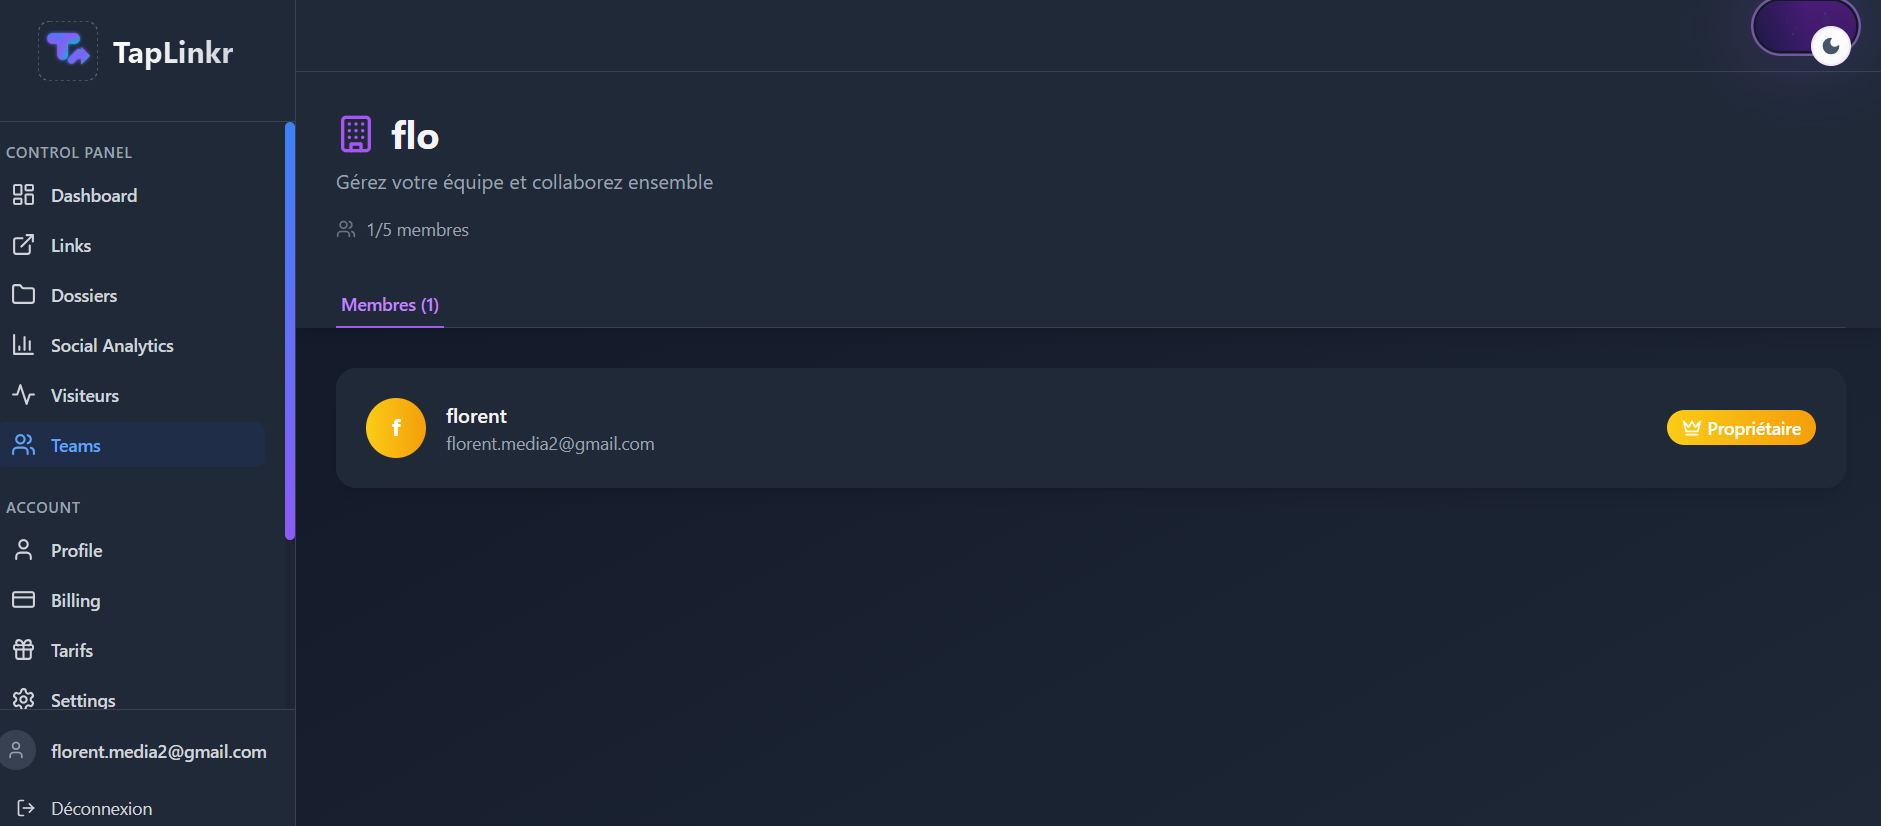 TapLinkr
CONTROL PANEL
Dashboard
Links
Dossiers
Social Analytics
Visiteurs
Teams
ACCOUNT
Profile
Billing
Tarifs
Settings
florent.media2@gmail.com
Déconnexion
flo
Gérez votre équipe et collaborez ensemble
1/5 membres
Membres (1)
f
florent
florent.media2@gmail.com
Propriétaire